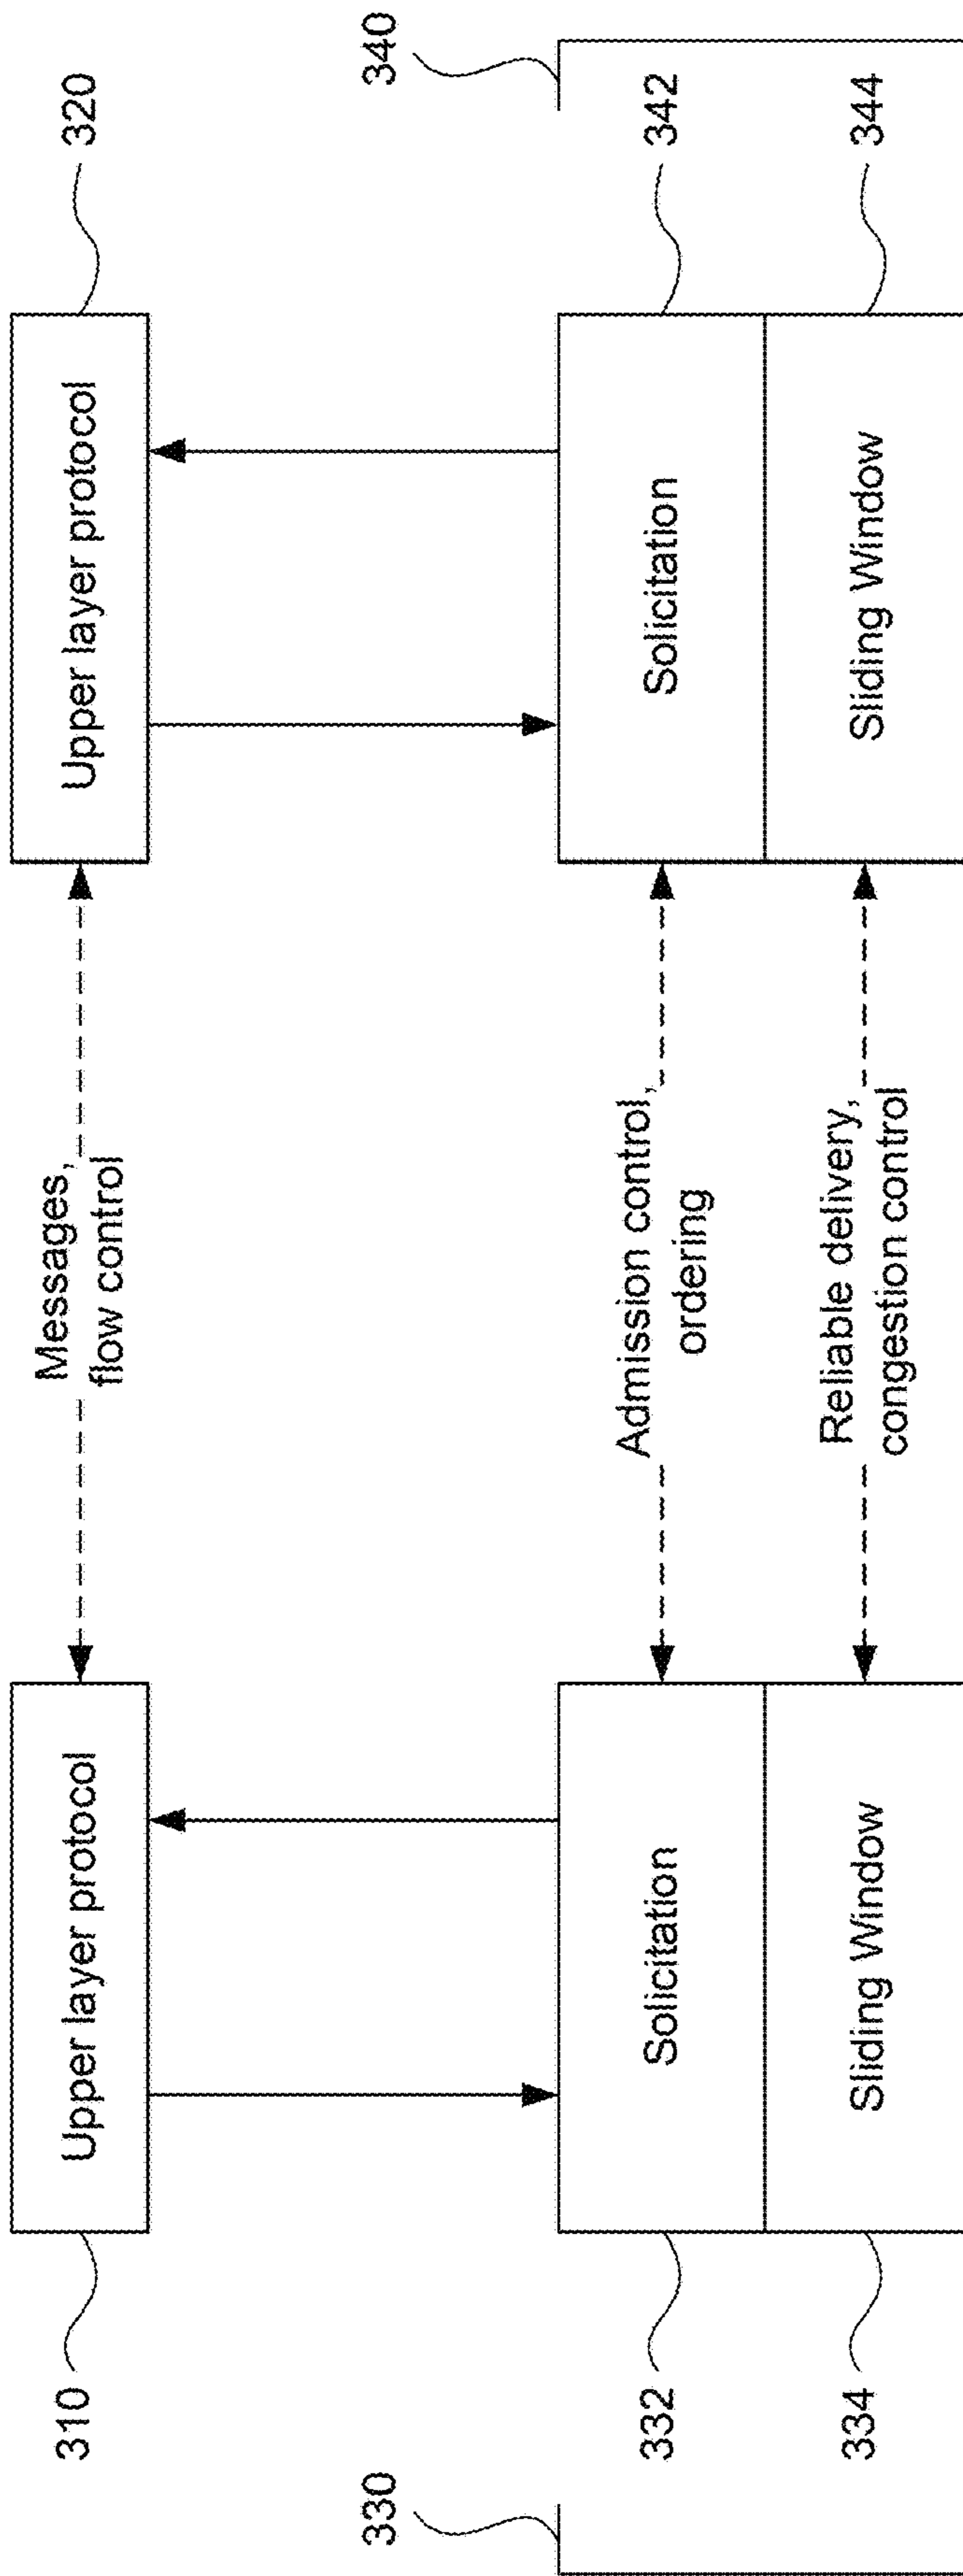 310
Upper layer protocol
Messages,
flow control
Upper layer protocol
320
330
340
332
Solicitation
Admission control,
ordering
Solicitation
342
334
Sliding Window
Reliable delivery,
congestion control
Sliding Window
344